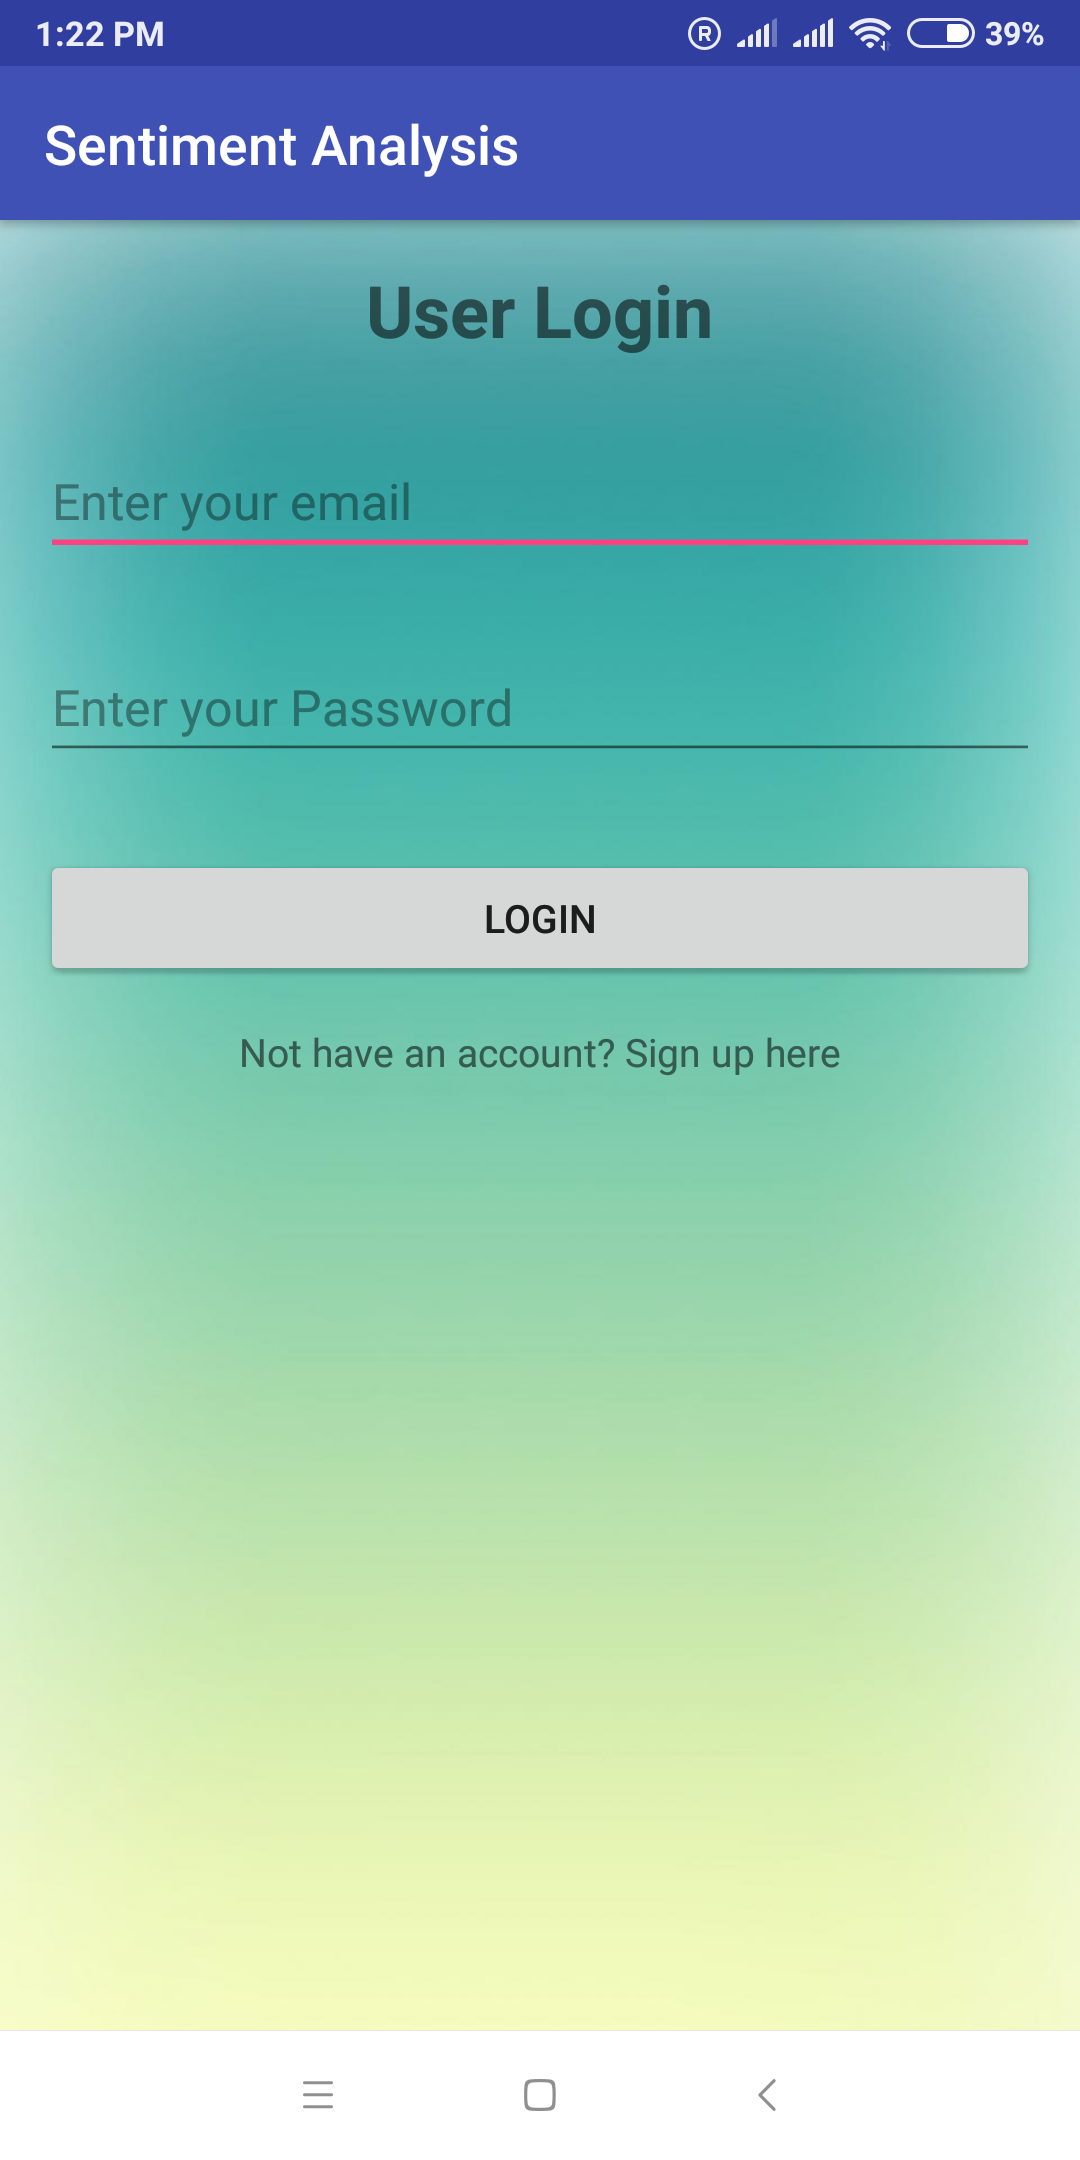 1:22 PM
R
39%
Sentiment Analysis
User Login
Enter your email
Enter your Password
LOGIN
Not have an account? Sign up here